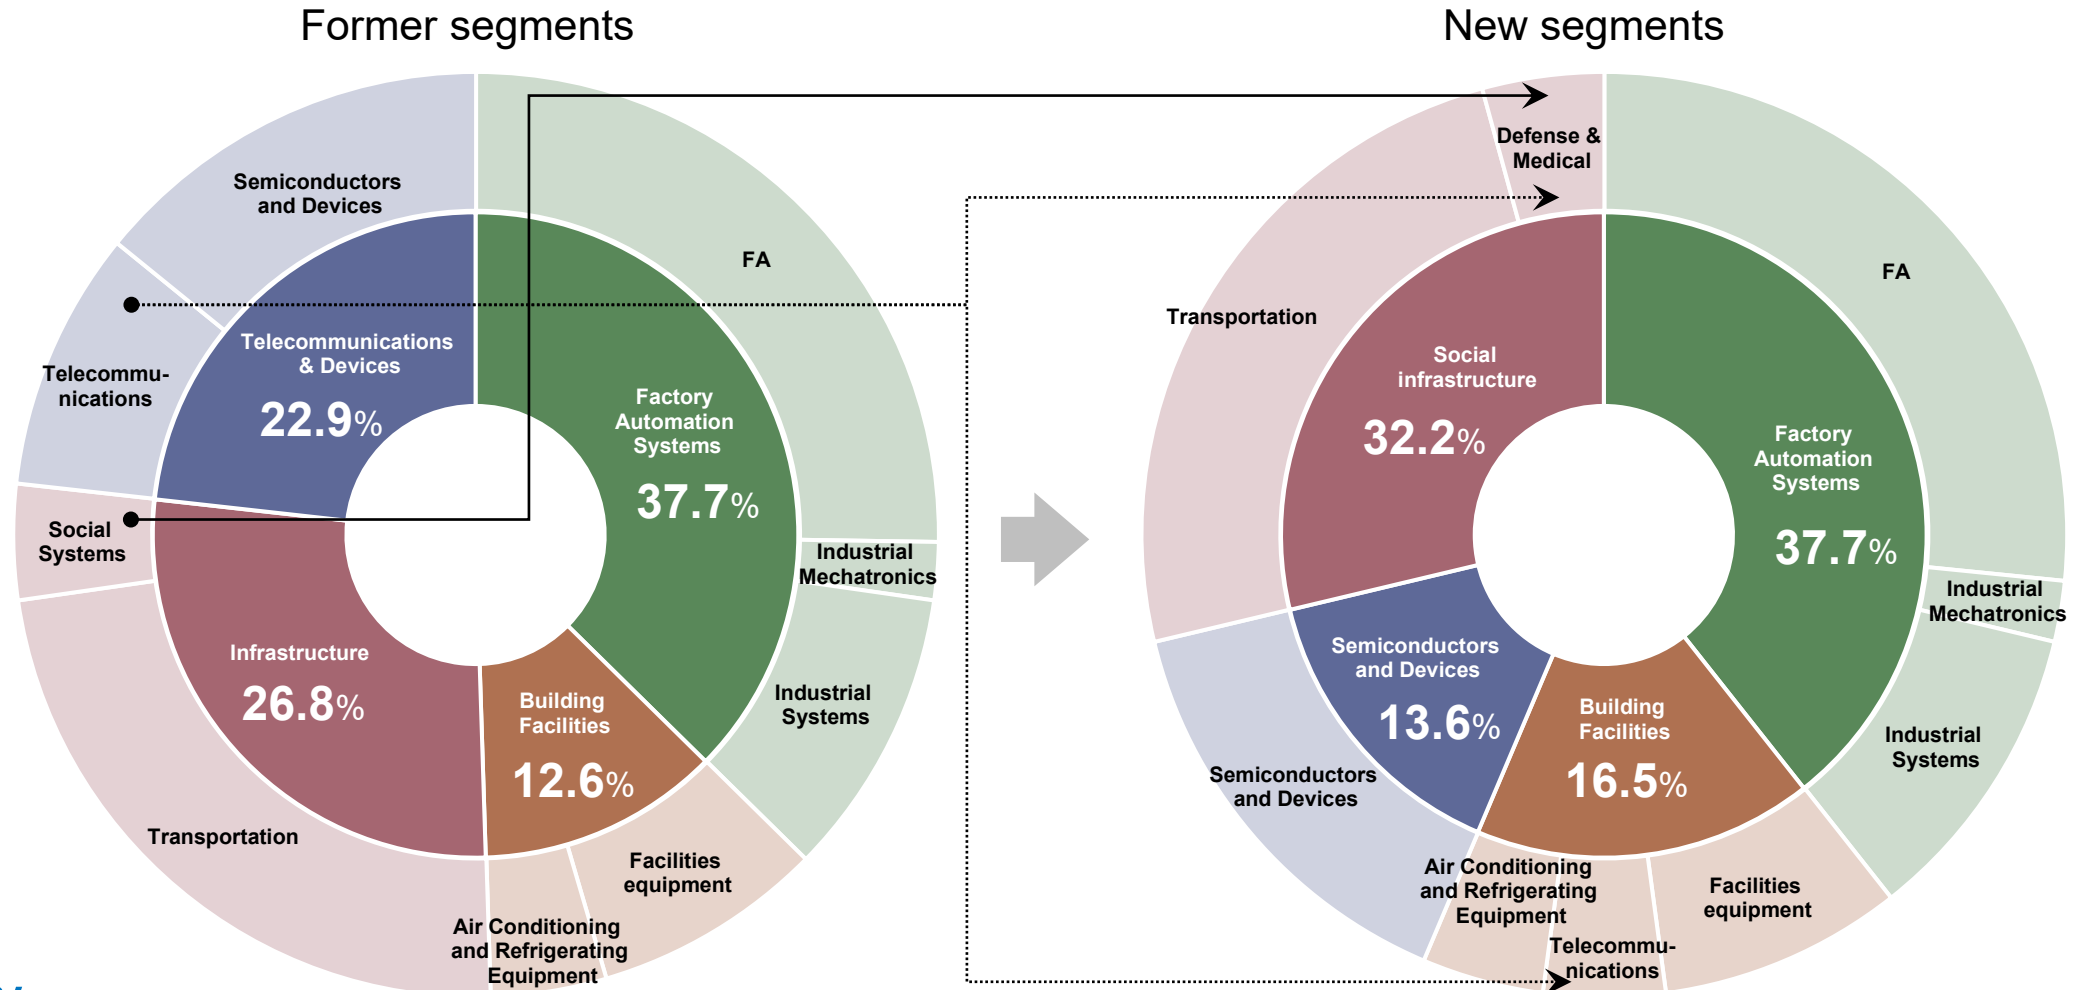 Former segments
Semiconductors
and Devices
Telecommu-
nications
Social
Systems
Transportation
Air Conditioning
and Refrigerating
Equipment
Facilities
equipment
Industrial
Systems
Industrial
Mechatronics
FA
Telecommunications
& Devices
22.9%
Factory
Automation
Systems
37.7%
Infrastructure
26.8%
Building
Facilities
12.6%
New segments
Defense &
Medical
Transportation
FA
Social
infrastructure
32.2%
Factory
Automation
Systems
37.7%
Industrial
Mechatronics
Semiconductors
and Devices
13.6%
Building
Facilities
16.5%
Industrial
Systems
Semiconductors
and Devices
Air Conditioning
and Refrigerating
Equipment
Telecommu-
nications
Facilities
equipment